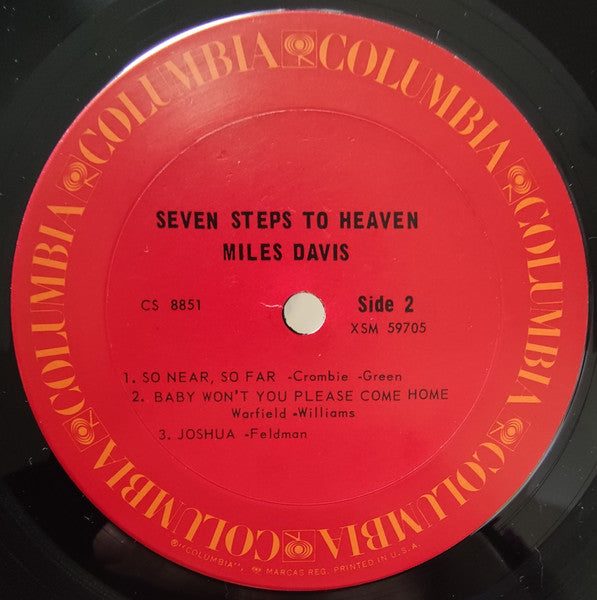 COLUMBIA COLUMBIA COLUMBIA COLUMBIA COLUMBIA COLUMBIA COLUMBIA
SEVEN STEPS TO HEAVEN
MILES DAVIS
CS 8851
Side 2
XSM 59705
1. SO NEAR, SO FAR -Crombie -Green
2. BABY WON'T YOU PLEASE COME HOME
Warfield -Williams
3. JOSHUA -Feldman
®"COLUMBIA", MARCAS REG. PRINTED IN U.S.A.